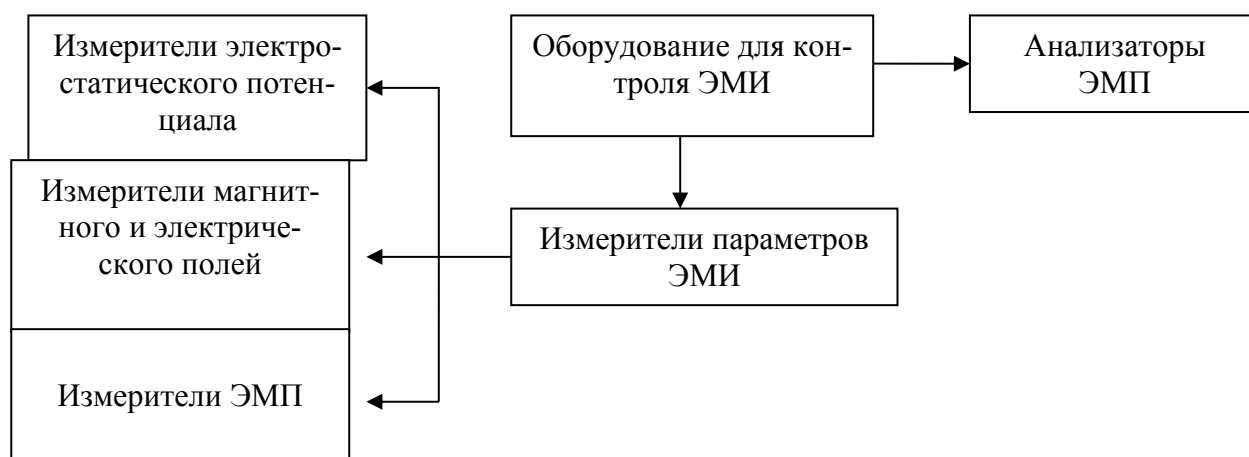 Измерители электро-
статического потен-
циала
Оборудование для кон-
троля ЭМИ
Анализаторы
ЭМП
Измерители магнит-
ного и электриче-
ского полей
Измерители параметров
ЭМИ
Измерители ЭМП